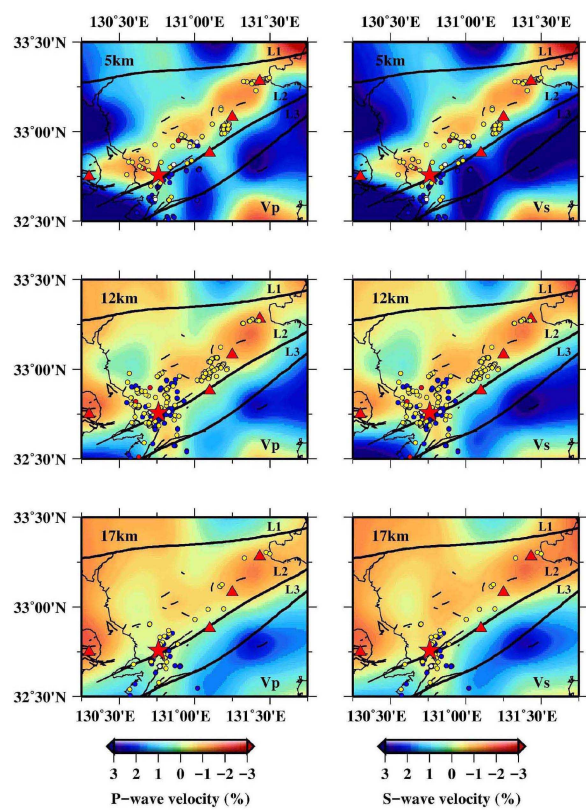 130°30'E 131°00'E 131°30'E 130°30'E 131°00'E 131°30'E
33°30'N
5km L1 5km L1
L2 L2
33°00'N L3 L3
32°30'N Vp Vs
33°30'N
12km L1 12km L1
L2 L2
33°00'N L3 L3
32°30'N Vp Vs
33°30'N
17km L1 17km L1
L2 L2
33°00'N L3 L3
32°30'N Vp Vs
130°30'E 131°00'E 131°30'E 130°30'E 131°00'E 131°30'E
3 2 1 0 −1 −2 −3 3 2 1 0 −1 −2 −3
P−wave velocity (%) S−wave velocity (%)